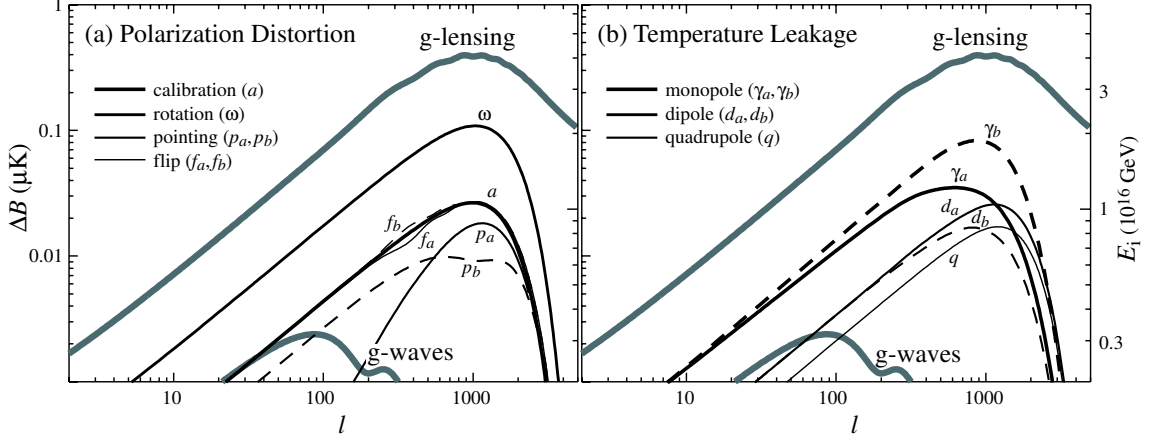 (a) Polarization Distortion
g-lensing
calibration (a)
rotation (ω)
pointing (pa, pb)
flip (fa, fb)
ω
a
fb
fa
pa
pb
g-waves
1
0.1
0.01
ΔB (μK)
10
100
1000
l
(b) Temperature Leakage
g-lensing
monopole (γa, γb)
dipole (da, db)
quadrupole (q)
γb
γa
da
db
q
g-waves
3
1
0.3
Ei (10^16 GeV)
10
100
1000
l